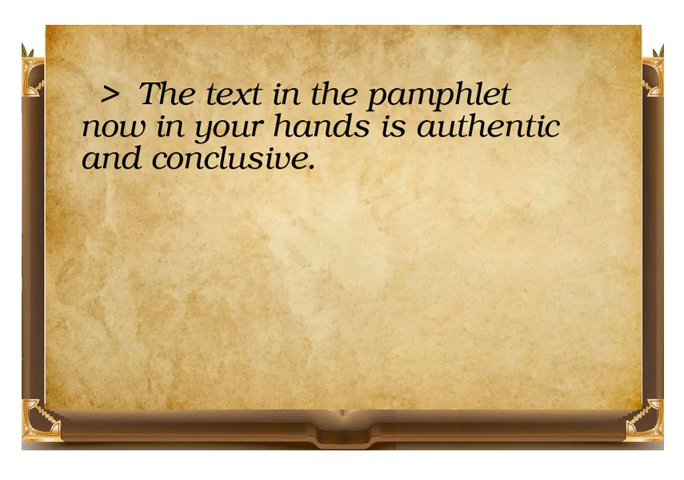 > The text in the pamphlet
now in your hands is authentic
and conclusive.